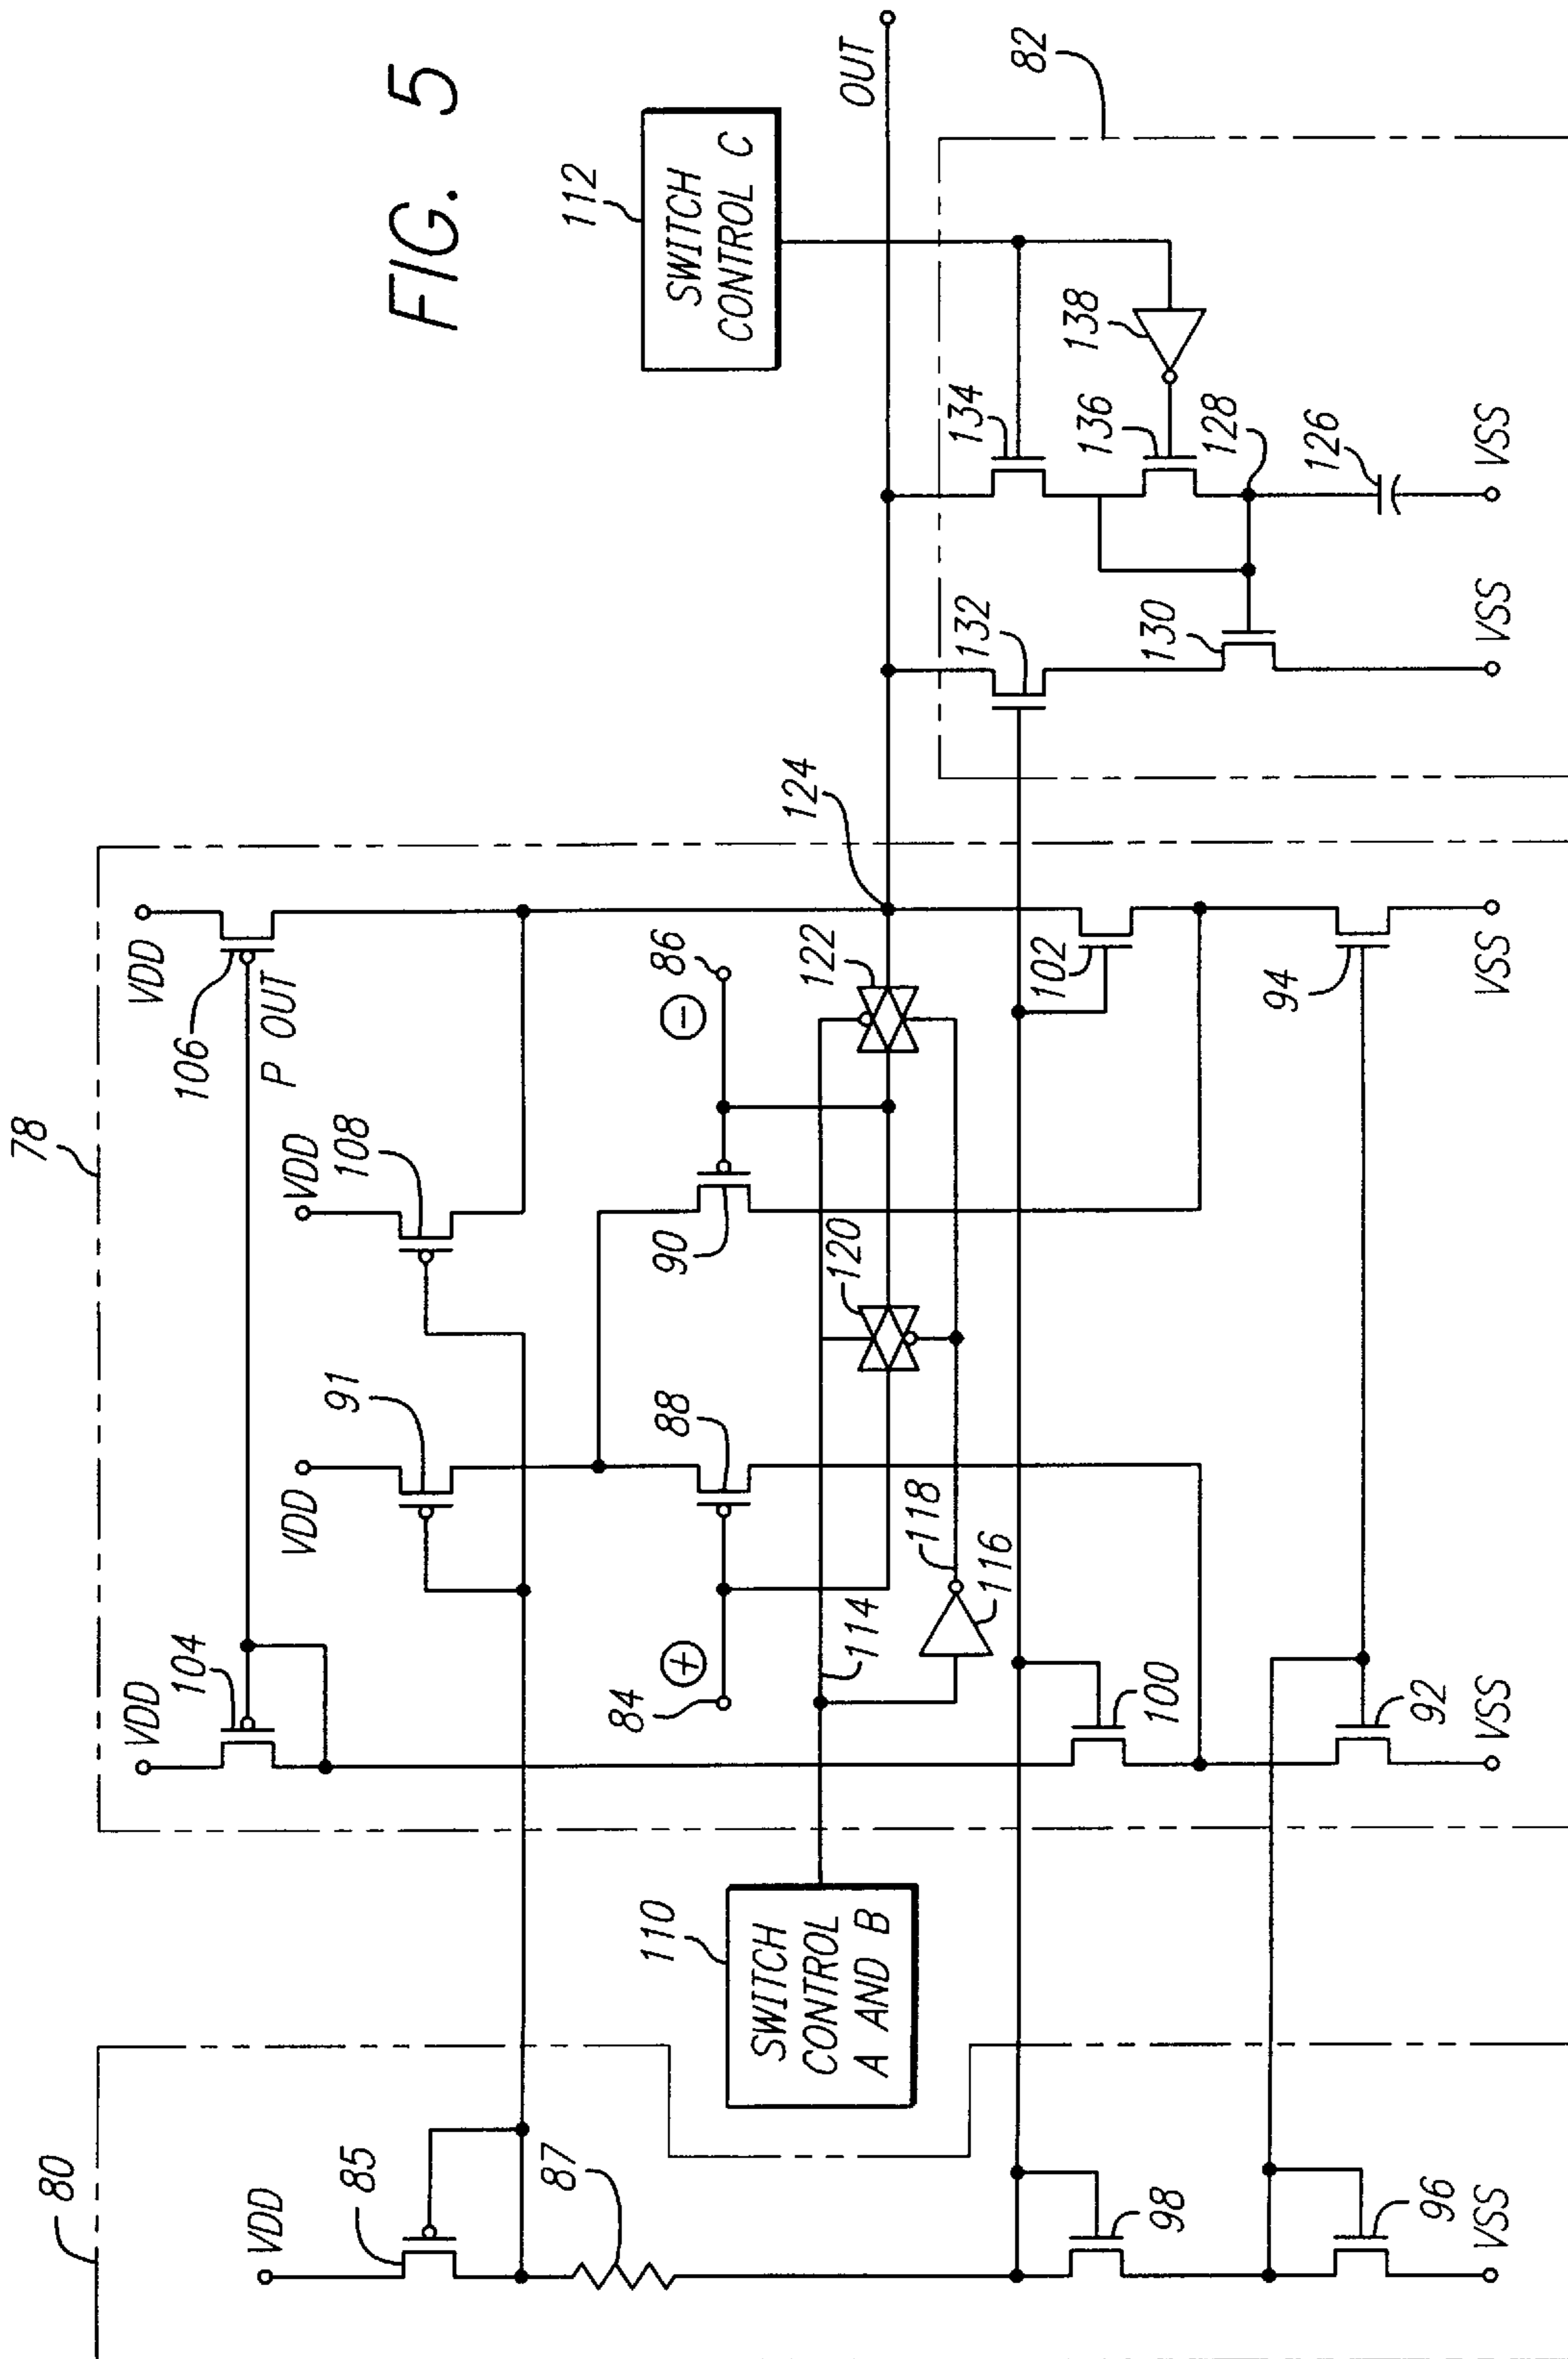 FIG. 5
80
VDD
85
87
98
96
VSS
SWITCH
CONTROL
A AND B
110
78
VDD
104
106
VDD
P OUT
VDD
91
VDD
108
84
+
88
90
−
86
114
118
116
120
122
124
100
102
92
VSS
94
VSS
SWITCH
CONTROL C
112
OUT
82
132
134
138
136
128
130
126
VSS
VSS